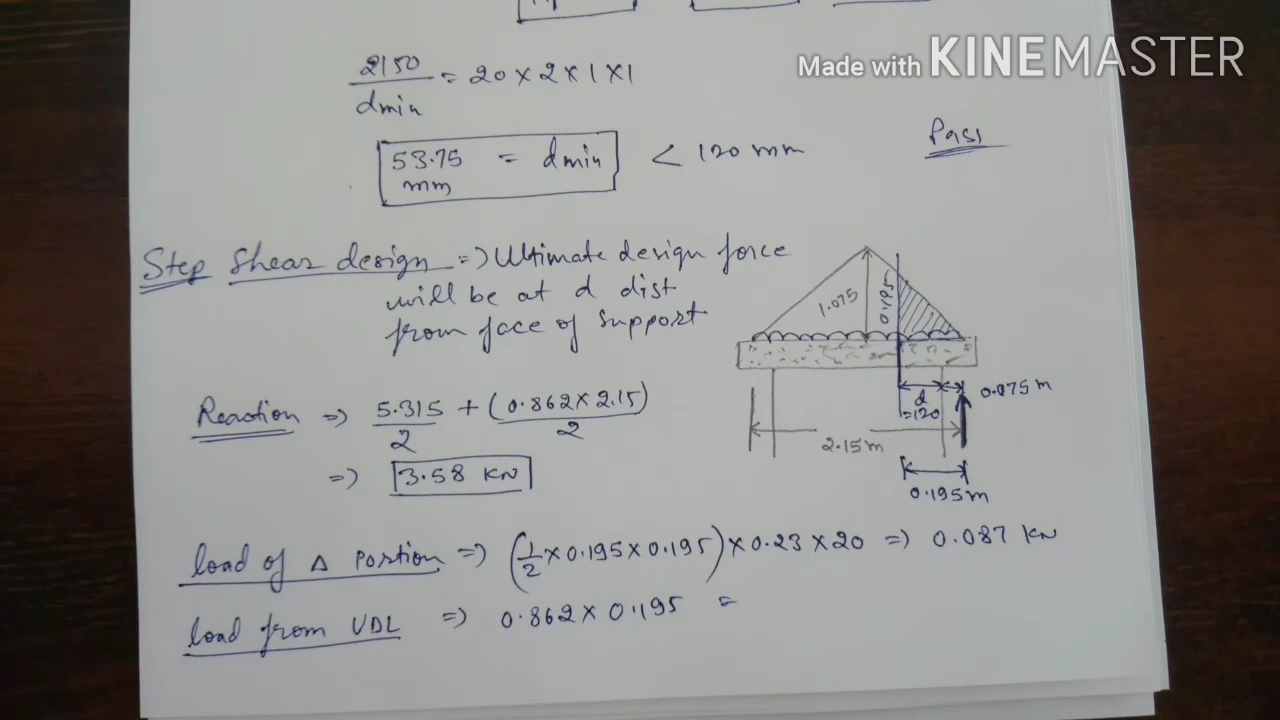 Made with KINEMASTER
2150/dmin = 20 × 2 × 1 × 1
53.75 mm = dmin < 120 mm
Pass
Step Shear design => Ultimate design force
will be at d dist
from face of support
1.075
0.195
d
=120
0.075 m
2.15 m
0.195 m
Reaction => 5.315/2 + (0.862 × 2.15)/2
=> 3.58 KN
load of Δ Portion => (1/2 × 0.195 × 0.195) × 0.23 × 20 => 0.087 KN
load from UDL => 0.862 × 0.195 =